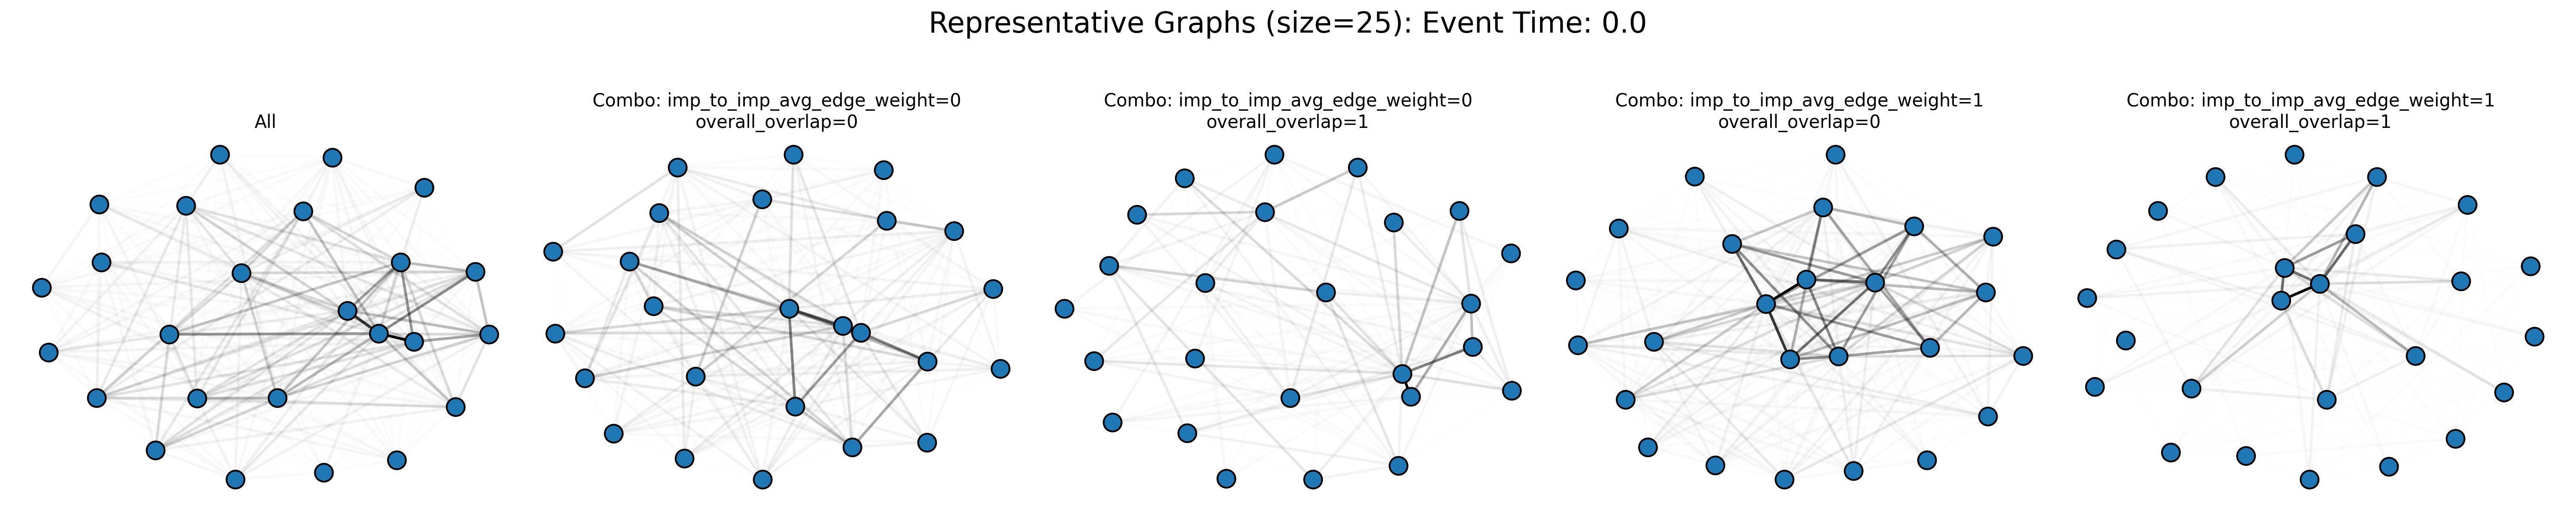 Representative Graphs (size=25): Event Time: 0.0
All
Combo: imp_to_imp_avg_edge_weight=0
overall_overlap=0
Combo: imp_to_imp_avg_edge_weight=0
overall_overlap=1
Combo: imp_to_imp_avg_edge_weight=1
overall_overlap=0
Combo: imp_to_imp_avg_edge_weight=1
overall_overlap=1